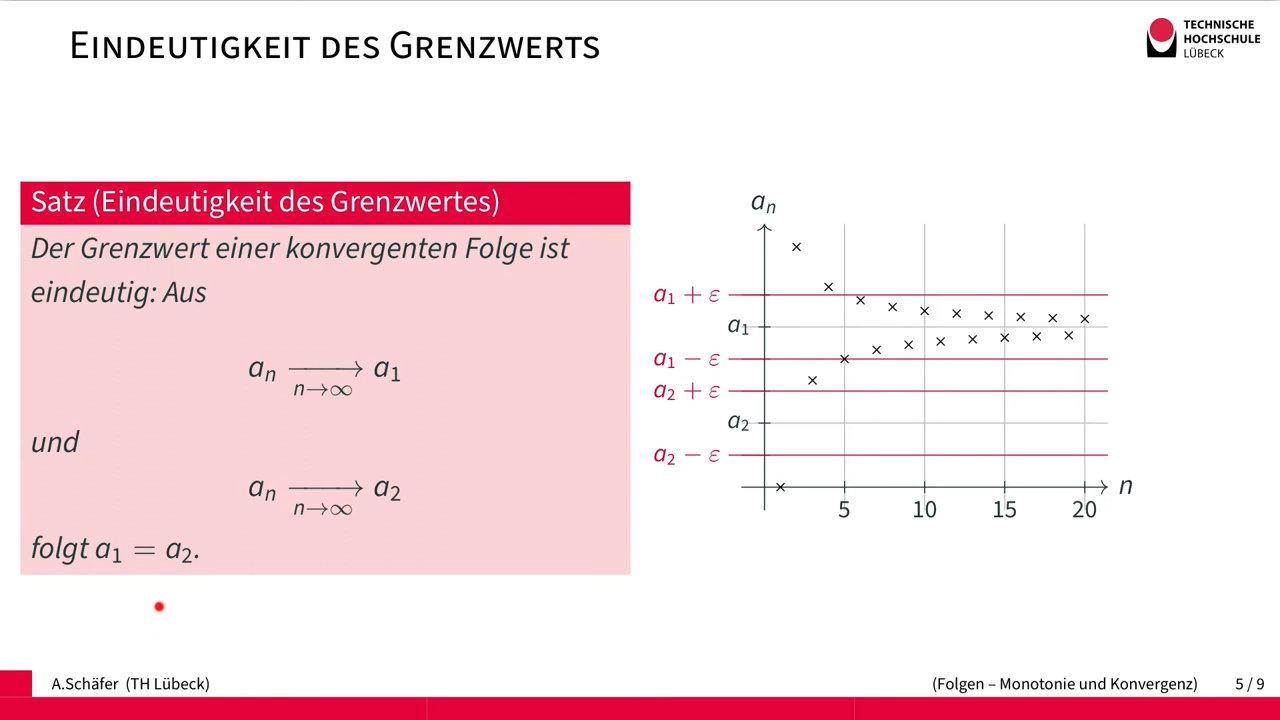 Eindeutigkeit des Grenzwerts
TECHNISCHE
HOCHSCHULE
LÜBECK
Satz (Eindeutigkeit des Grenzwertes)
Der Grenzwert einer konvergenten Folge ist
eindeutig: Aus
aₙ ⟶ a₁
n→∞
und
aₙ ⟶ a₂
n→∞
folgt a₁ = a₂.
aₙ
a₁ + ε
a₁
a₁ − ε
a₂ + ε
a₂
a₂ − ε
n
5 10 15 20
A.Schäfer (TH Lübeck) (Folgen – Monotonie und Konvergenz) 5 / 9